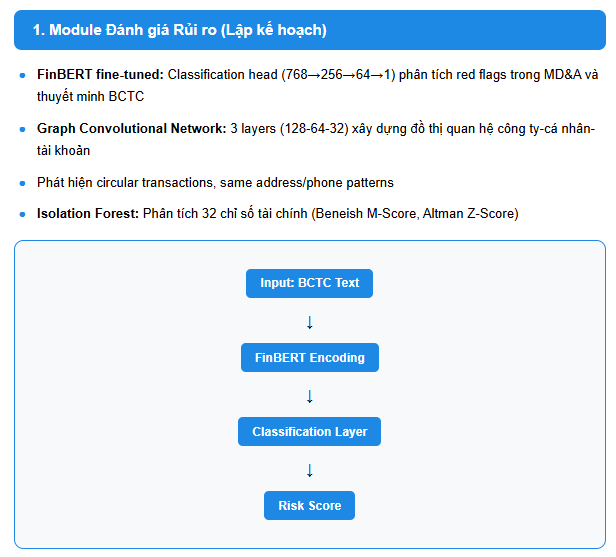 1. Module Đánh giá Rủi ro (Lập kế hoạch)
FinBERT fine-tuned: Classification head (768→256→64→1) phân tích red flags trong MD&A và
thuyết minh BCTC
Graph Convolutional Network: 3 layers (128-64-32) xây dựng đồ thị quan hệ công ty-cá nhân-
tài khoản
Phát hiện circular transactions, same address/phone patterns
Isolation Forest: Phân tích 32 chỉ số tài chính (Beneish M-Score, Altman Z-Score)
Input: BCTC Text
↓
FinBERT Encoding
↓
Classification Layer
↓
Risk Score